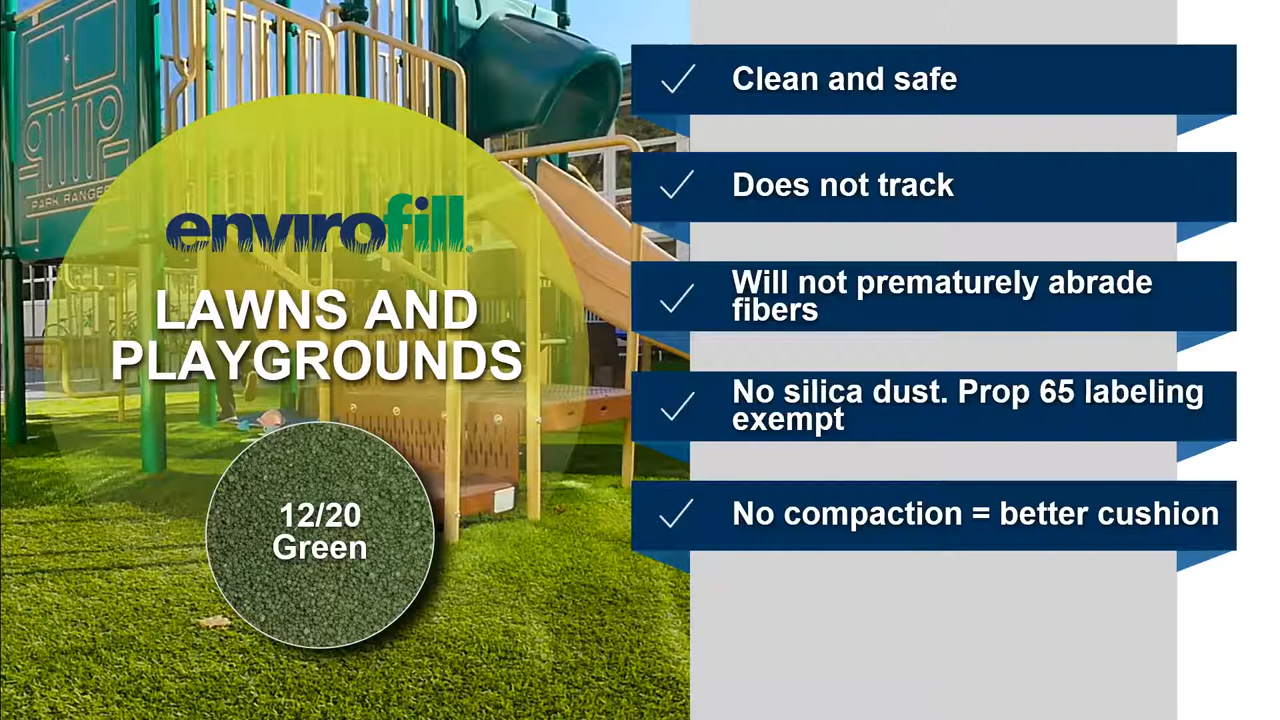 PARK RANGER
envirofill
LAWNS AND
PLAYGROUNDS
12/20
Green
Clean and safe
Does not track
Will not prematurely abrade
fibers
No silica dust. Prop 65 labeling
exempt
No compaction = better cushion